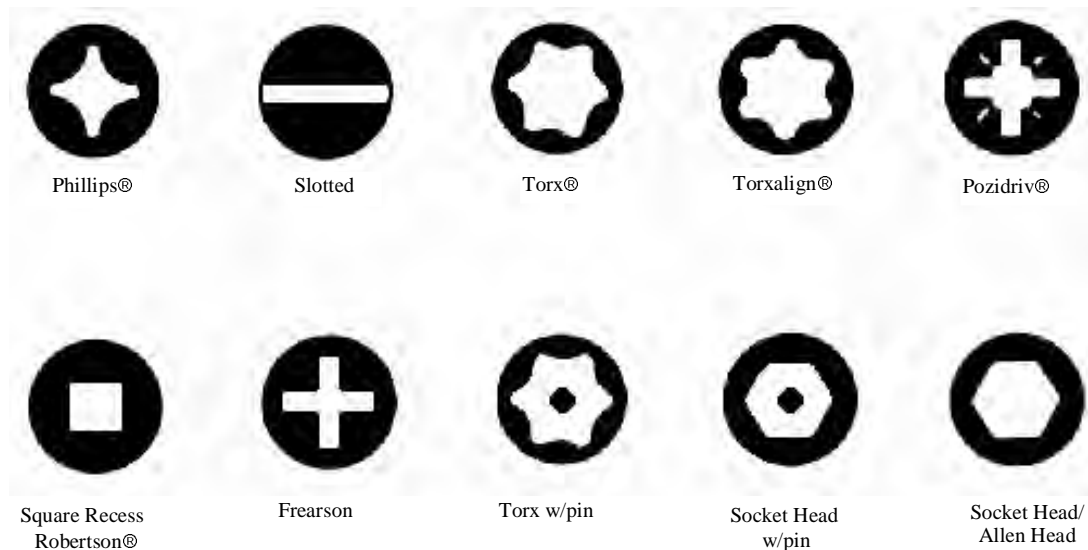 Phillips®
Slotted
Torx®
Torxalign®
Pozidriv®
Square Recess
Robertson®
Frearson
Torx w/pin
Socket Head
w/pin
Socket Head/
Allen Head